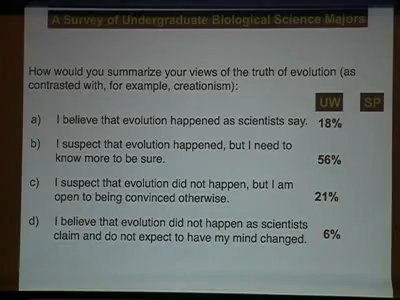 A Survey of Undergraduate Biological Science Majors
How would you summarize your views of the truth of evolution (as
contrasted with, for example, creationism):
UW SP
a) I believe that evolution happened as scientists say. 18%
b) I suspect that evolution happened, but I need to
know more to be sure. 56%
c) I suspect that evolution did not happen, but I am
open to being convinced otherwise. 21%
d) I believe that evolution did not happen as scientists
claim and do not expect to have my mind changed. 6%